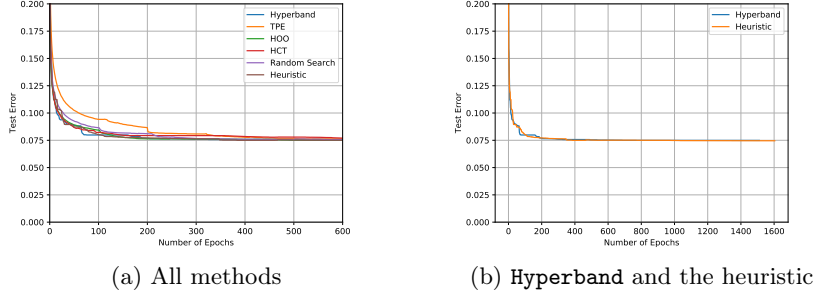 0.200
0.175
0.150
0.125
0.100
0.075
0.050
0.025
0.000
Test Error
0 100 200 300 400 500 600
Number of Epochs
Hyperband
TPE
HOO
HCT
Random Search
Heuristic
(a) All methods
0.200
0.175
0.150
0.125
0.100
0.075
0.050
0.025
0.000
Test Error
0 200 400 600 800 1000 1200 1400 1600
Number of Epochs
Hyperband
Heuristic
(b) Hyperband and the heuristic